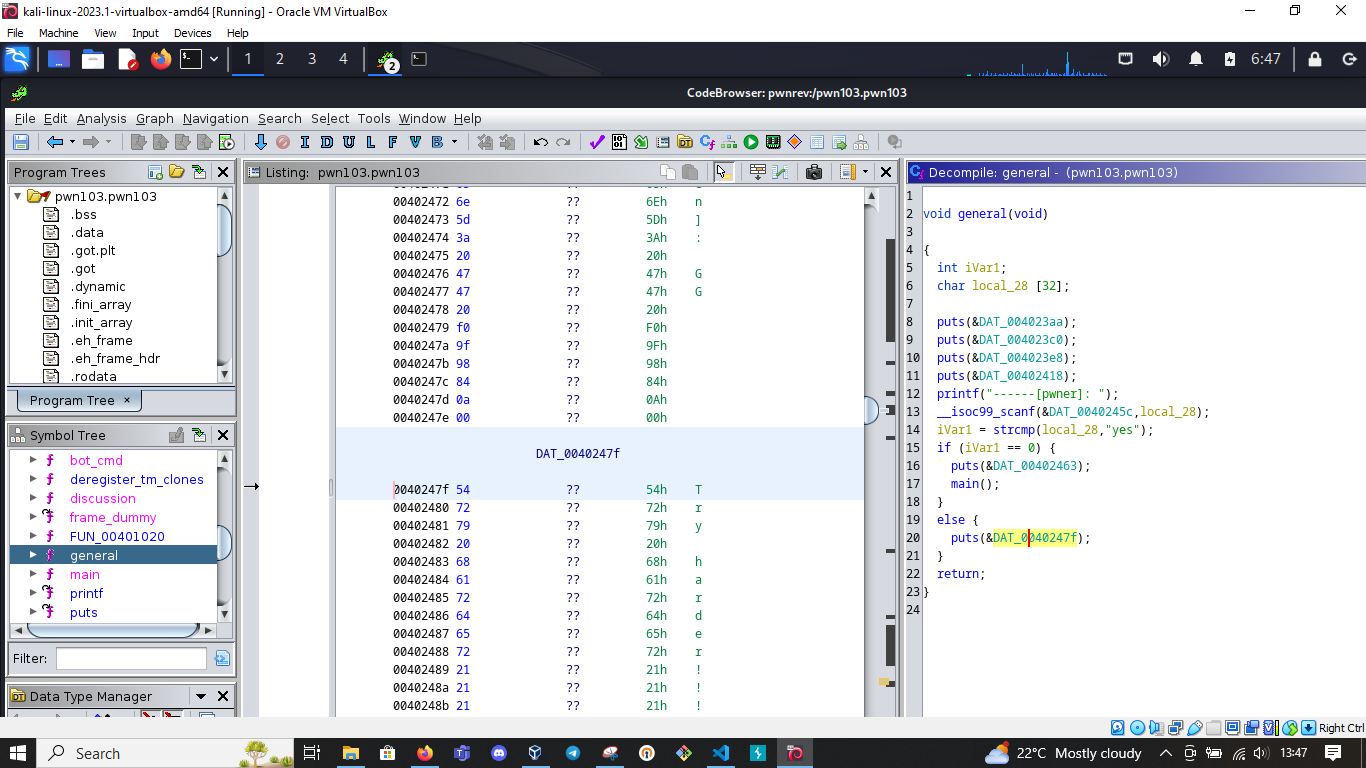 kali-linux-2023.1-virtualbox-amd64 [Running] - Oracle VM VirtualBox
File Machine View Input Devices Help
1 2 3 4 2 6:47
CodeBrowser: pwnrev:/pwn103.pwn103
File Edit Analysis Graph Navigation Search Select Tools Window Help
I D U L F V B
Program Trees
pwn103.pwn103
.bss
.data
.got.plt
.got
.dynamic
.fini_array
.init_array
.eh_frame
.eh_frame_hdr
.rodata
Program Tree ×
Symbol Tree
bot_cmd
deregister_tm_clones
discussion
frame_dummy
FUN_00401020
general
main
printf
puts
Filter:
Data Type Manager
Listing: pwn103.pwn103
00402472 6e ?? 6Eh n
00402473 5d ?? 5Dh ]
00402474 3a ?? 3Ah :
00402475 20 ?? 20h
00402476 47 ?? 47h G
00402477 47 ?? 47h G
00402478 20 ?? 20h
00402479 f0 ?? F0h
0040247a 9f ?? 9Fh
0040247b 98 ?? 98h
0040247c 84 ?? 84h
0040247d 0a ?? 0Ah
0040247e 00 ?? 00h
DAT_0040247f
0040247f 54 ?? 54h T
00402480 72 ?? 72h r
00402481 79 ?? 79h y
00402482 20 ?? 20h
00402483 68 ?? 68h h
00402484 61 ?? 61h a
00402485 72 ?? 72h r
00402486 64 ?? 64h d
00402487 65 ?? 65h e
00402488 72 ?? 72h r
00402489 21 ?? 21h !
0040248a 21 ?? 21h !
0040248b 21 ?? 21h !
Decompile: general - (pwn103.pwn103)
1
2 void general(void)
3
4 {
5 int iVar1;
6 char local_28 [32];
7
8 puts(&DAT_004023aa);
9 puts(&DAT_004023c0);
10 puts(&DAT_004023e8);
11 puts(&DAT_00402418);
12 printf("------[pwner]: ");
13 __isoc99_scanf(&DAT_0040245c,local_28);
14 iVar1 = strcmp(local_28,"yes");
15 if (iVar1 == 0) {
16 puts(&DAT_00402463);
17 main();
18 }
19 else {
20 puts(&DAT_0040247f);
21 }
22 return;
23 }
24
Right Ctrl
Search
22°C Mostly cloudy
13:47